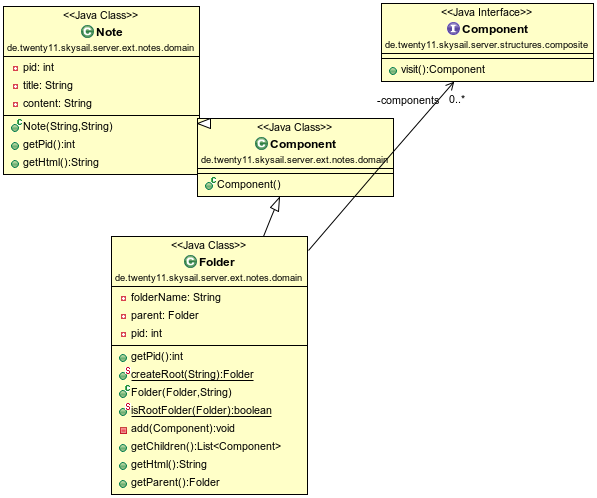 <<Java Class>>
Note
de.twenty11.skysail.server.ext.notes.domain
pid: int
title: String
content: String
Note(String,String)
getPid():int
getHtml():String
<<Java Interface>>
Component
de.twenty11.skysail.server.structures.composite
visit():Component
-components 0..*
<<Java Class>>
Component
de.twenty11.skysail.server.ext.notes.domain
Component()
<<Java Class>>
Folder
de.twenty11.skysail.server.ext.notes.domain
folderName: String
parent: Folder
pid: int
getPid():int
createRoot(String):Folder
Folder(Folder,String)
isRootFolder(Folder):boolean
add(Component):void
getChildren():List<Component>
getHtml():String
getParent():Folder